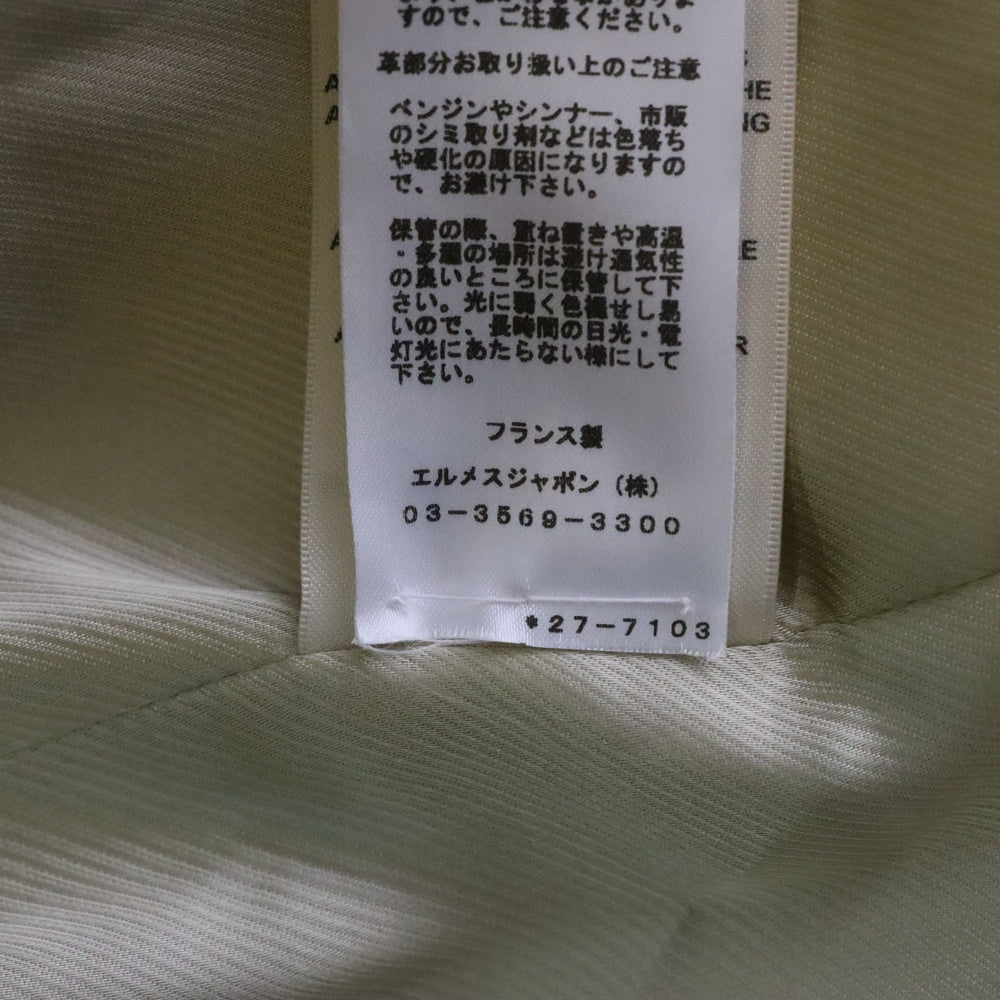 すので、ご注意ください。
革部分お取り扱い上のご注意
ベンジンやシンナー、市販
のシミ取り剤などは色落ち
や硬化の原因になりますの
で、お避け下さい。
保管の際、重ね置きや高温
・多湿の場所は避け通気性
の良いところに保管して下
さい。光に弱く色褪せし易
いので、長時間の日光・電
灯光にあたらない様にして
下さい。
フランス製
エルメスジャポン（株）
03-3569-3300
*27-7103
A
HE
A
NG
A
E
A
R